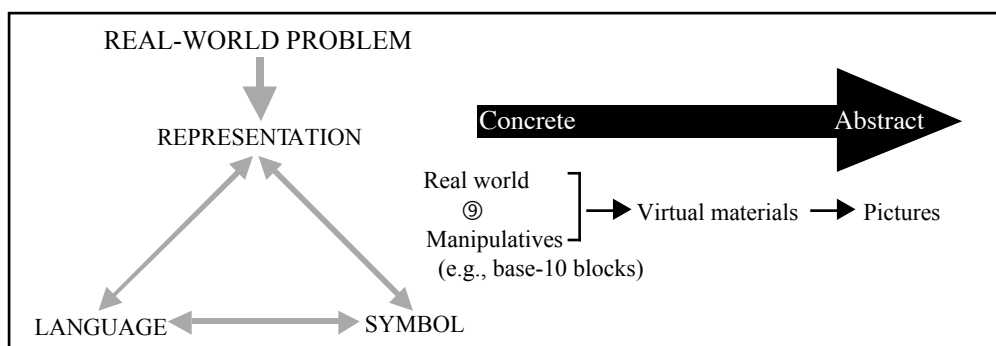 REAL-WORLD PROBLEM
REPRESENTATION
LANGUAGE
SYMBOL
Concrete
Abstract
Real world
⑨
Manipulatives
(e.g., base-10 blocks)
Virtual materials
Pictures